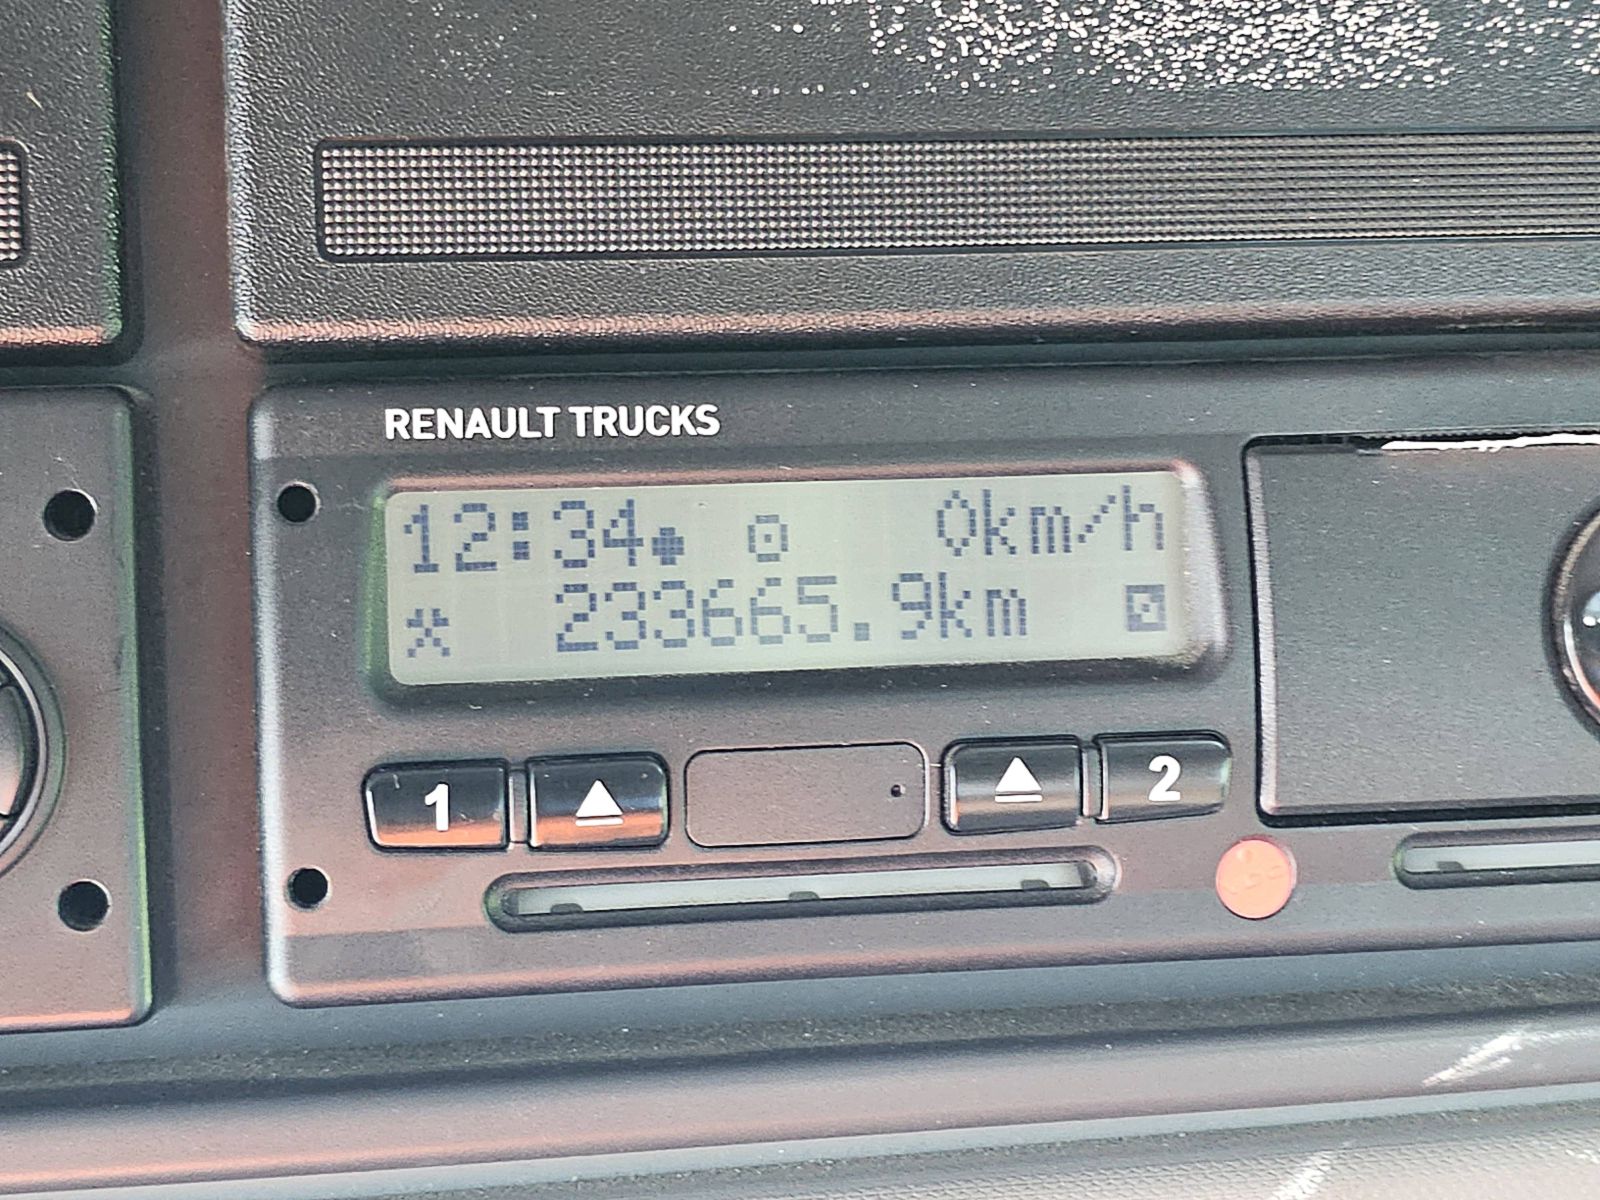 RENAULT TRUCKS
12:34 0km/h
233665.9km
1 2